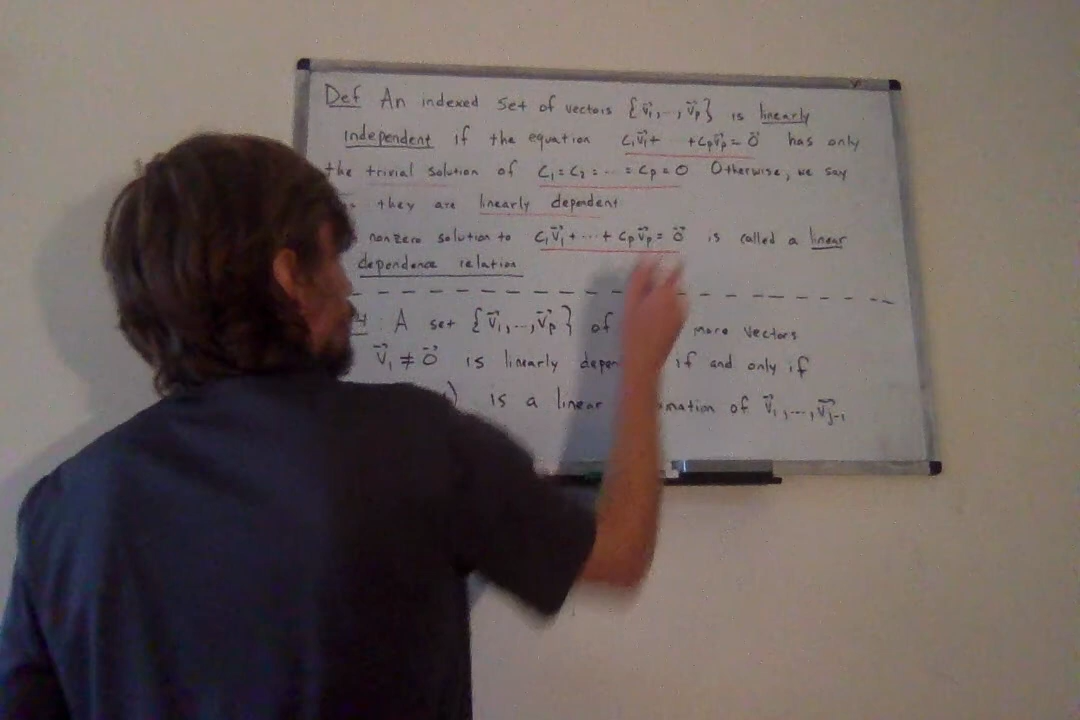 Def An indexed set of vectors {v⃗₁,..,v⃗ₚ} is linearly
independent if the equation c₁v⃗₁+ +cₚv⃗ₚ=0⃗ has only
the trivial solution of c₁=c₂=···=cₚ=0 Otherwise, we say
they are linearly dependent
nonzero solution to c₁v⃗₁+···+cₚv⃗ₚ=0⃗ is called a linear
dependence relation
4: A set {v⃗₁,..,v⃗ₚ} of more vectors
v⃗₁≠0⃗ is linearly if and only if
is a linear of v⃗₁,...,v⃗ⱼ₋₁